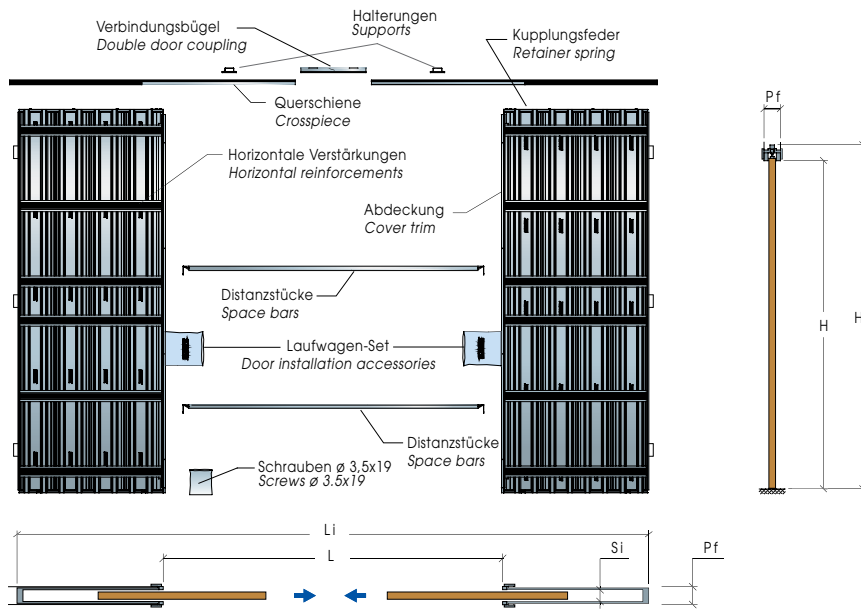 Verbindungsbügel
Double door coupling
Halterungen
Supports
Kupplungsfeder
Retainer spring
Querschiene
Crosspiece
Pf
Horizontale Verstärkungen
Horizontal reinforcements
Abdeckung
Cover trim
Distanzstücke
Space bars
H
H
Laufwagen-Set
Door installation accessories
Distanzstücke
Space bars
Schrauben ø 3,5x19
Screws ø 3.5x19
Li
L
Si
Pf